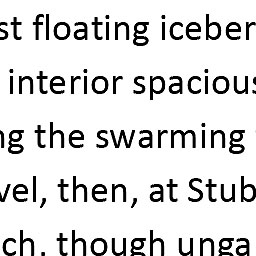 st floating iceber
interior spacious
ng the swarming
vel, then, at Stub
ch, though unga